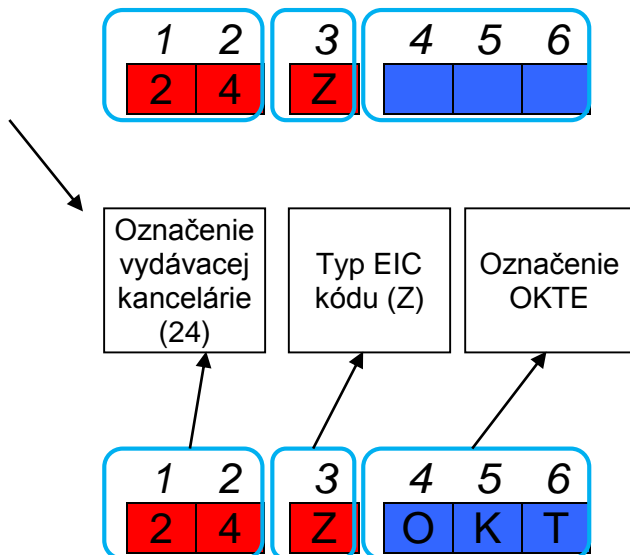 1 2 3 4 5 6
2 4 Z
Označenie
vydávacej
kancelárie
(24)
Typ EIC
kódu (Z)
Označenie
OKTE
1 2 3 4 5 6
2 4 Z O K T